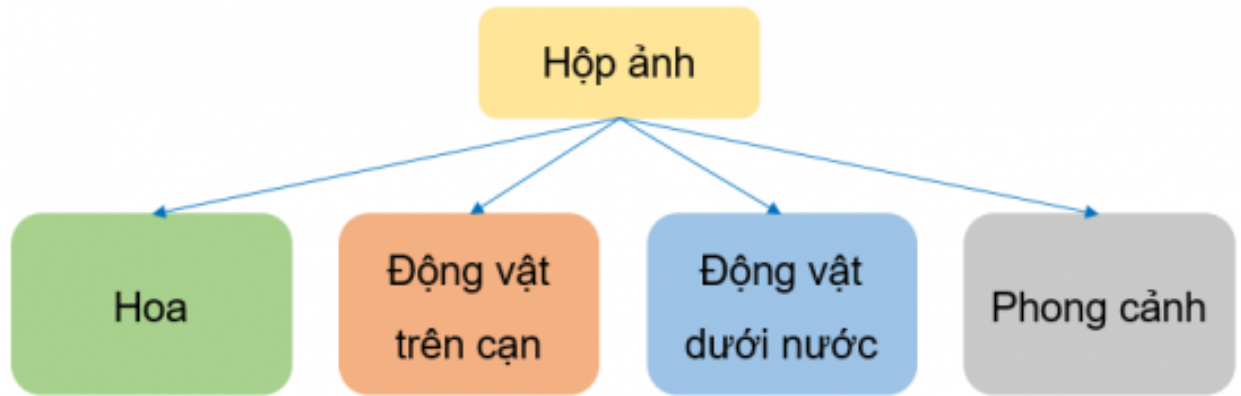 Hộp ảnh
Hoa
Động vật
trên cạn
Động vật
dưới nước
Phong cảnh